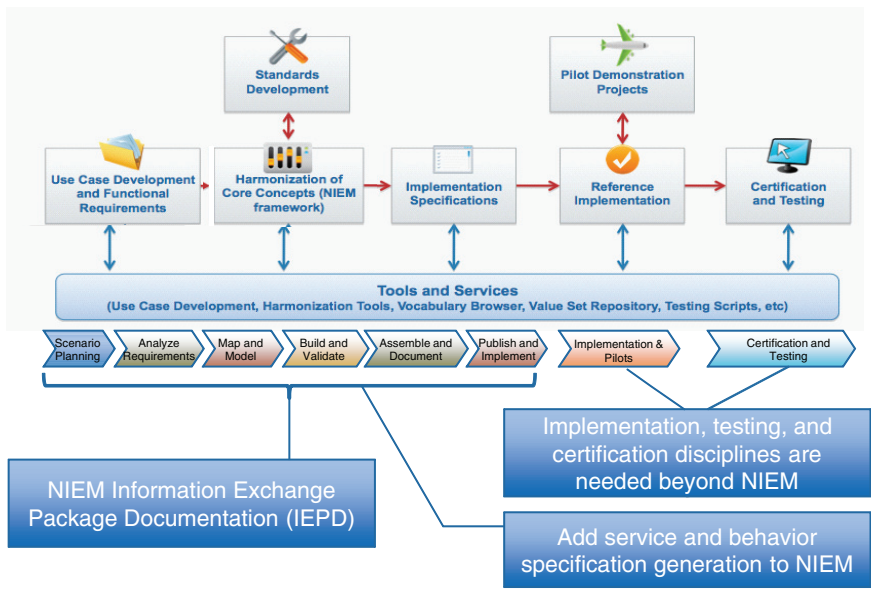 Standards
Development
Pilot Demonstration
Projects
Use Case Development
and Functional
Requirements
Harmonization of
Core Concepts (NIEM
framework)
Implementation
Specifications
Reference
Implementation
Certification
and Testing
Tools and Services
(Use Case Development, Harmonization Tools, Vocabulary Browser, Value Set Repository, Testing Scripts, etc)
Scenario
Planning
Analyze
Requirements
Map and
Model
Build and
Validate
Assemble and
Document
Publish and
Implement
Implementation &
Pilots
Certification and
Testing
Implementation, testing, and
certification disciplines are
needed beyond NIEM
NIEM Information Exchange
Package Documentation (IEPD)
Add service and behavior
specification generation to NIEM